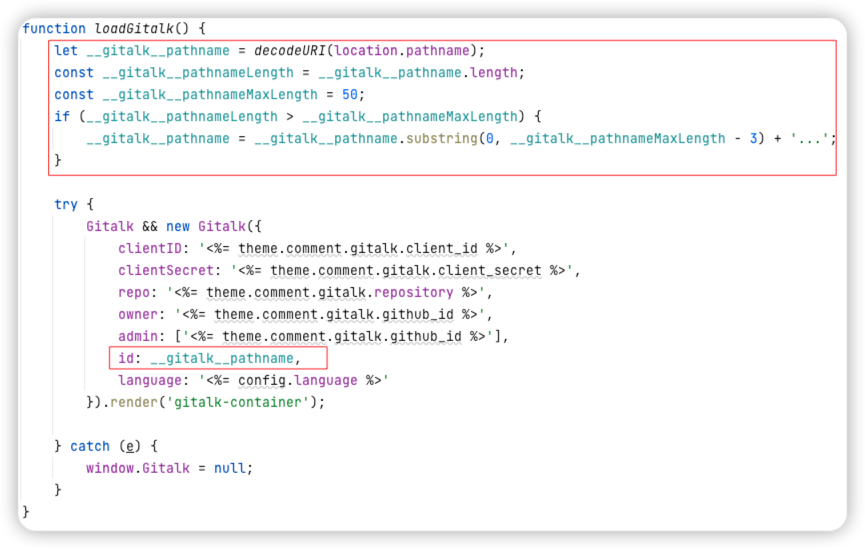 function loadGitalk() {
let __gitalk__pathname = decodeURI(location.pathname);
const __gitalk__pathnameLength = __gitalk__pathname.length;
const __gitalk__pathnameMaxLength = 50;
if (__gitalk__pathnameLength > __gitalk__pathnameMaxLength) {
__gitalk__pathname = __gitalk__pathname.substring(0, __gitalk__pathnameMaxLength - 3) + '...';
}
try {
Gitalk && new Gitalk({
clientID: '<%= theme.comment.gitalk.client_id %>',
clientSecret: '<%= theme.comment.gitalk.client_secret %>',
repo: '<%= theme.comment.gitalk.repository %>',
owner: '<%= theme.comment.gitalk.github_id %>',
admin: ['<%= theme.comment.gitalk.github_id %>'],
id: __gitalk__pathname,
language: '<%= config.language %>'
}).render('gitalk-container');
} catch (e) {
window.Gitalk = null;
}
}